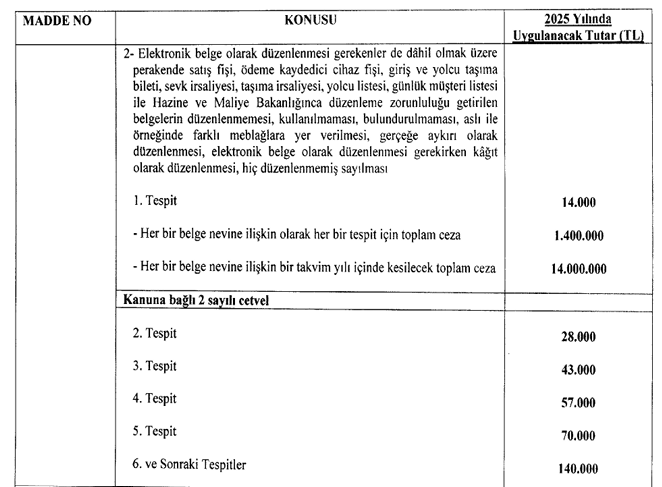 MADDE NO
KONUSU
2025 Yılında
Uygulanacak Tutar (TL)
2- Elektronik belge olarak düzenlenmesi gerekenler de dâhil olmak üzere
perakende satış fişi, ödeme kaydedici cihaz fişi, giriş ve yolcu taşıma
bileti, sevk irsaliyesi, taşıma irsaliyesi, yolcu listesi, günlük müşteri listesi
ile Hazine ve Maliye Bakanlığınca düzenleme zorunluluğu getirilen
belgelerin düzenlenmemesi, kullanılmaması, bulundurulmaması, aslı ile
örneğinde farklı meblağlara yer verilmesi, gerçeğe aykırı olarak
düzenlenmesi, elektronik belge olarak düzenlenmesi gerekirken kâğıt
olarak düzenlenmesi, hiç düzenlenmemiş sayılması
1. Tespit 14.000
- Her bir belge nevine ilişkin olarak her bir tespit için toplam ceza 1.400.000
- Her bir belge nevine ilişkin bir takvim yılı içinde kesilecek toplam ceza 14.000.000
Kanuna bağlı 2 sayılı cetvel
2. Tespit 28.000
3. Tespit 43.000
4. Tespit 57.000
5. Tespit 70.000
6. ve Sonraki Tespitler 140.000